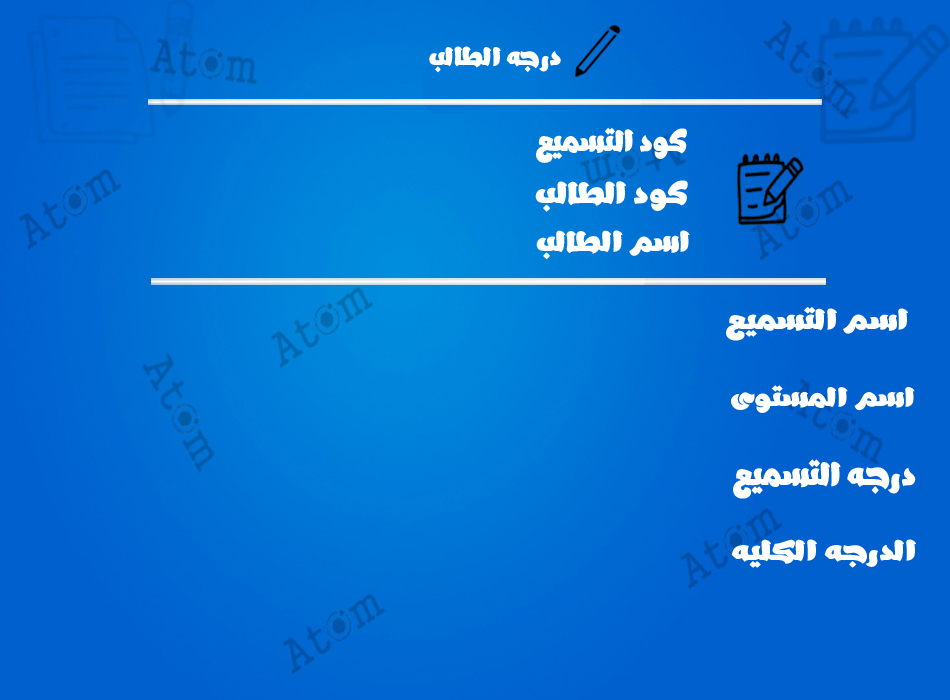 درجه الطالب
كود التسميع
كود الطالب
اسم الطالب
اسم التسميع
اسم المستوى
درجه التسميع
الدرجه الكليه
Atom
Atom
Atom
Atom
Atom
Atom
Atom
Atom
Atom
Atom